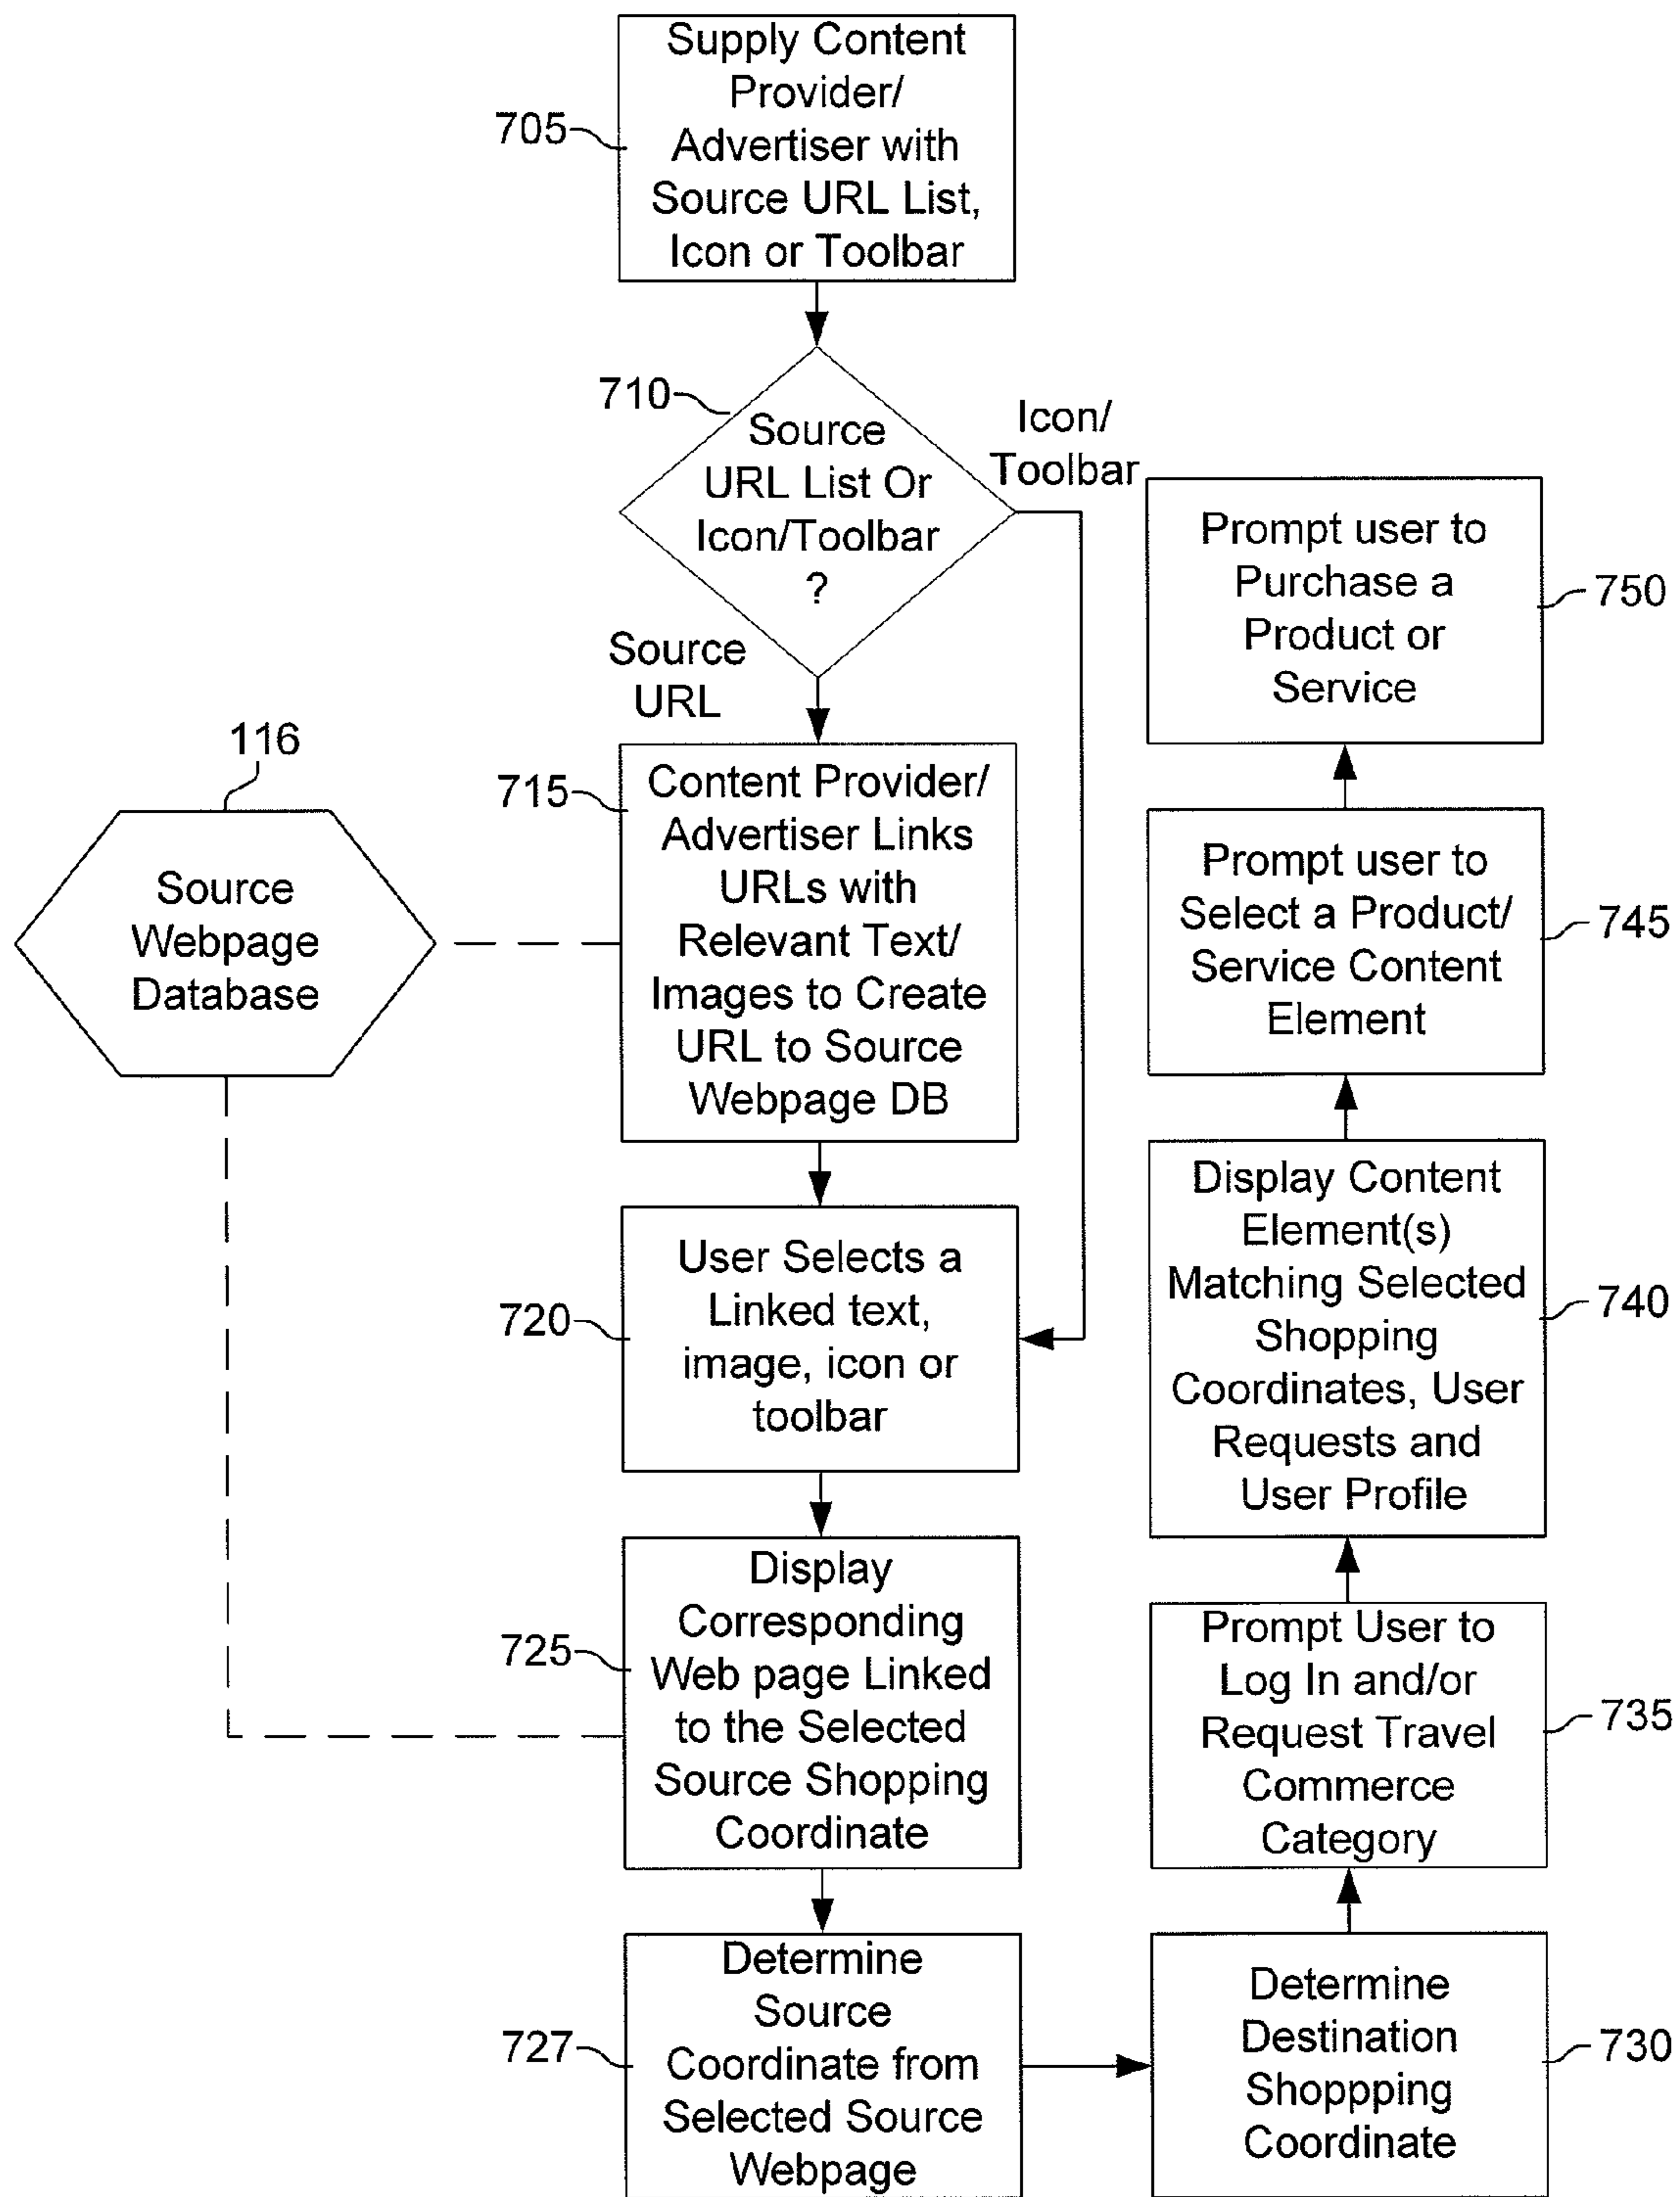 Supply Content
Provider/
Advertiser with
Source URL List,
Icon or Toolbar
705
710
Source
URL List Or
Icon/Toolbar
?
Icon/
Toolbar
Source
URL
116
Source
Webpage
Database
715
Content Provider/
Advertiser Links
URLs with
Relevant Text/
Images to Create
URL to Source
Webpage DB
720
User Selects a
Linked text,
image, icon or
toolbar
725
Display
Corresponding
Web page Linked
to the Selected
Source Shopping
Coordinate
727
Determine
Source
Coordinate from
Selected Source
Webpage
Determine
Destination
Shoppping
Coordinate
730
Prompt User to
Log In and/or
Request Travel
Commerce
Category
735
Display Content
Element(s)
Matching Selected
Shopping
Coordinates, User
Requests and
User Profile
740
Prompt user to
Select a Product/
Service Content
Element
745
Prompt user to
Purchase a
Product or
Service
750